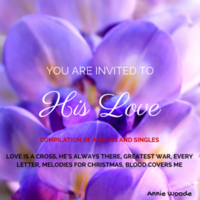 YOU ARE INVITED TO
His Love
COMPILATION OF ALBUMS AND SINGLES
LOVE IS A CROSS, HE'S ALWAYS THERE, GREATEST WAR, EVERY
LETTER, MELODIES FOR CHRISTMAS, BLOOD COVERS ME
Annie Woode